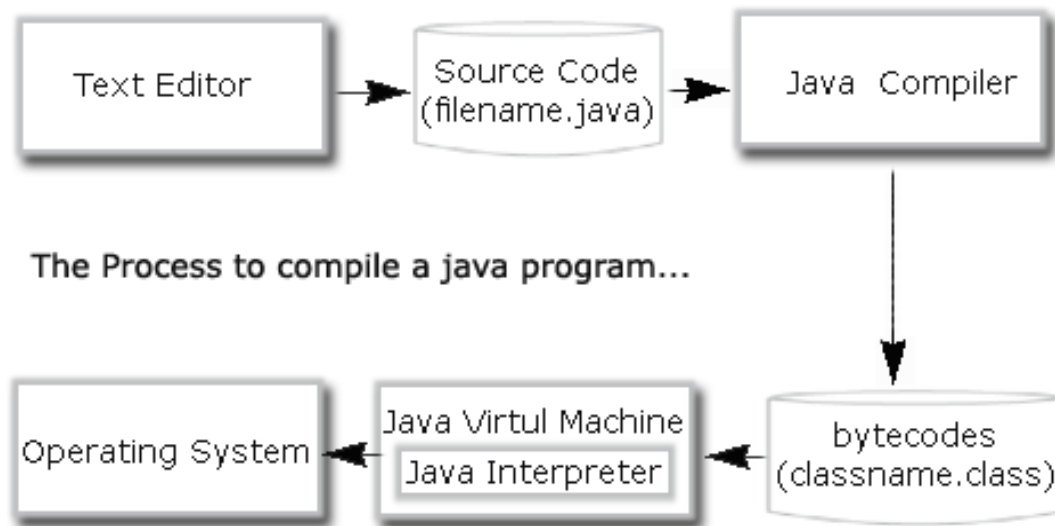 Text Editor
Source Code
(filename.java)
Java Compiler
The Process to compile a java program...
Operating System
Java Virtul Machine
Java Interpreter
bytecodes
(classname.class)